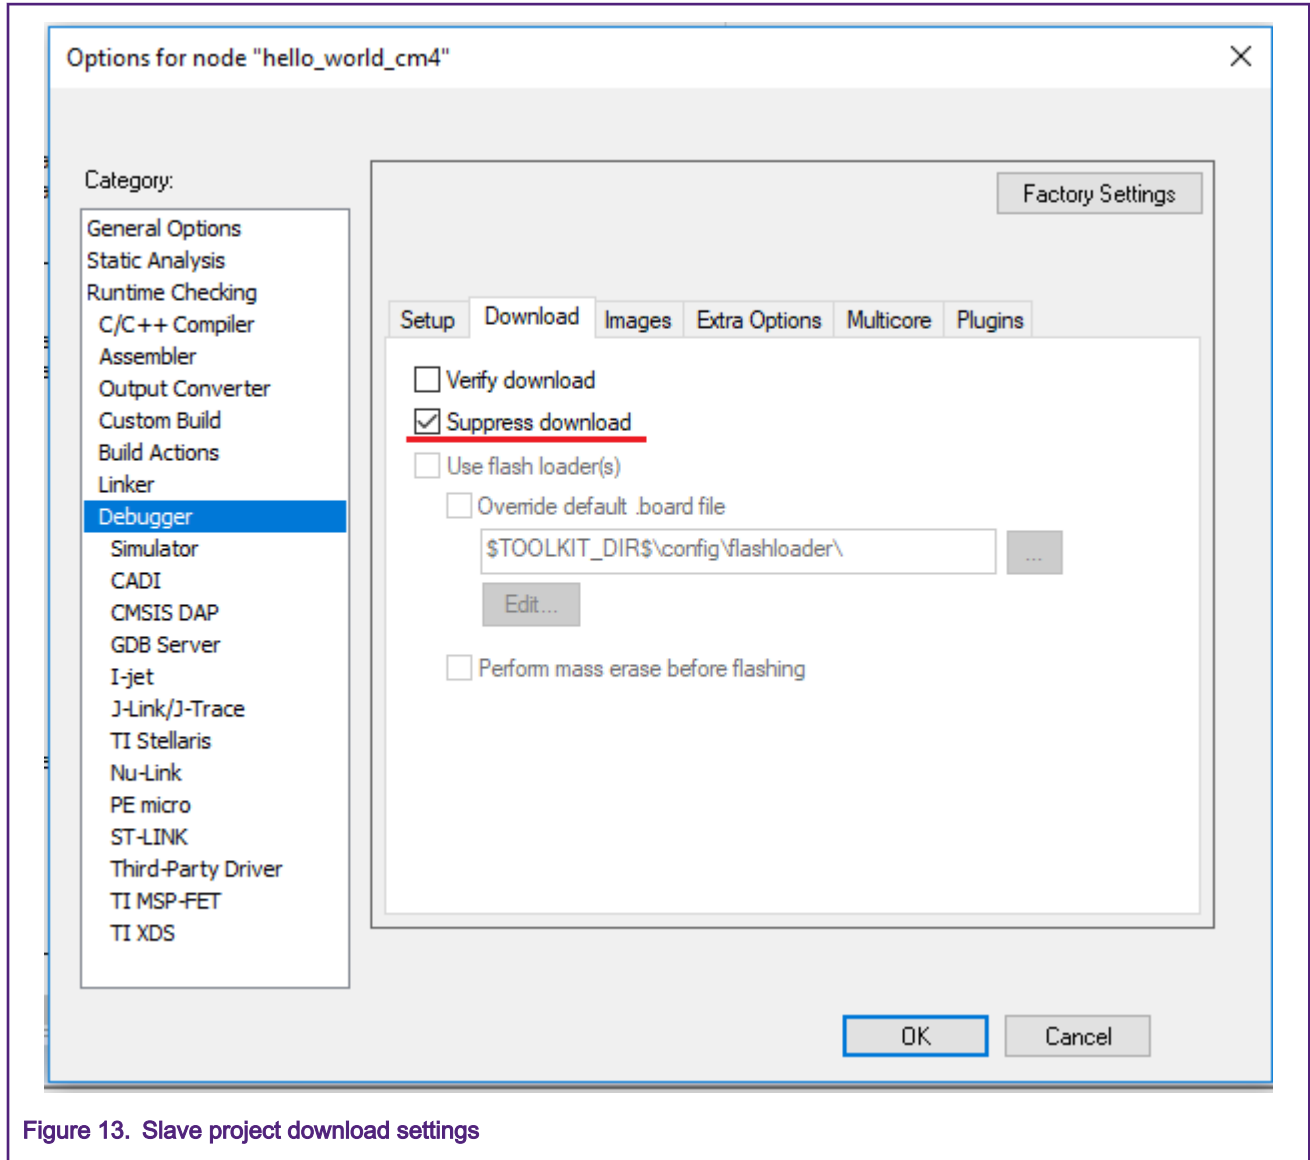 Options for node "hello_world_cm4"
Category:
Factory Settings
General Options
Static Analysis
Runtime Checking
C/C++ Compiler
Assembler
Output Converter
Custom Build
Build Actions
Linker
Debugger
Simulator
CADI
CMSIS DAP
GDB Server
I-jet
J-Link/J-Trace
TI Stellaris
Nu-Link
PE micro
ST-LINK
Third-Party Driver
TI MSP-FET
TI XDS
Setup Download Images Extra Options Multicore Plugins
Verify download
Suppress download
Use flash loader(s)
Override default .board file
$TOOLKIT_DIR$\config\flashloader\
...
Edit...
Perform mass erase before flashing
OK Cancel
Figure 13. Slave project download settings